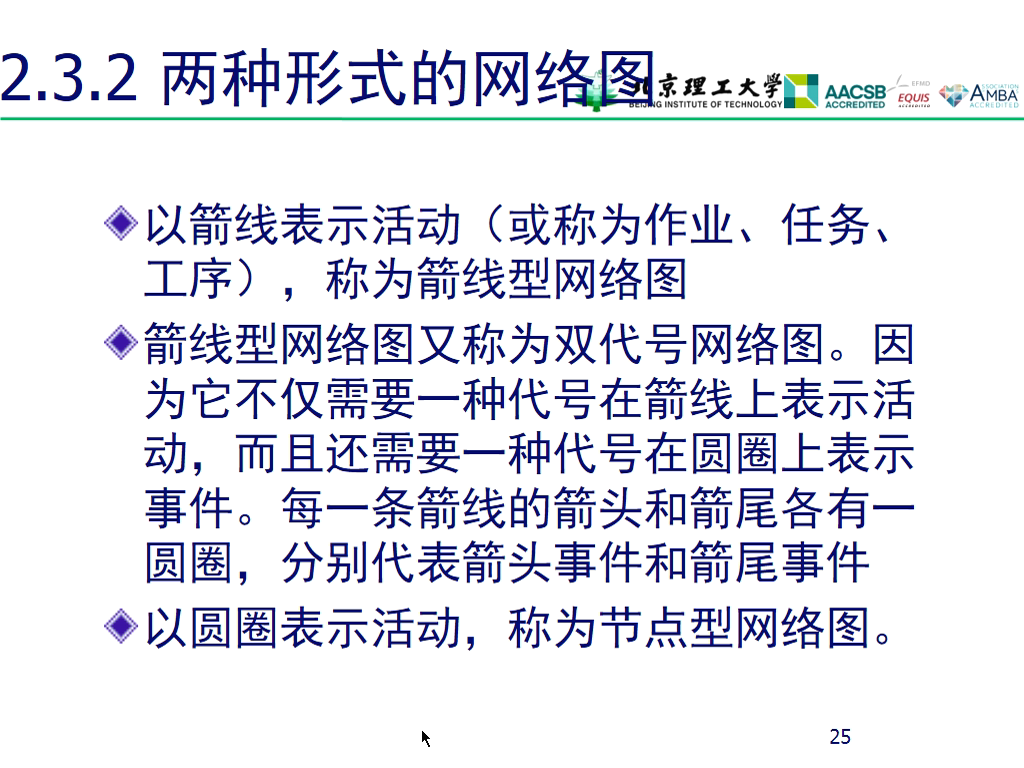 2.3.2 两种形式的网络图
北京理工大学
BEIJING INSTITUTE OF TECHNOLOGY
AACSB
ACCREDITED
EFMD
EQUIS
ACCREDITED
ASSOCIATION
AMBA
ACCREDITED
以箭线表示活动（或称为作业、任务、
工序），称为箭线型网络图
箭线型网络图又称为双代号网络图。因
为它不仅需要一种代号在箭线上表示活
动，而且还需要一种代号在圆圈上表示
事件。每一条箭线的箭头和箭尾各有一
圆圈，分别代表箭头事件和箭尾事件
以圆圈表示活动，称为节点型网络图。
25